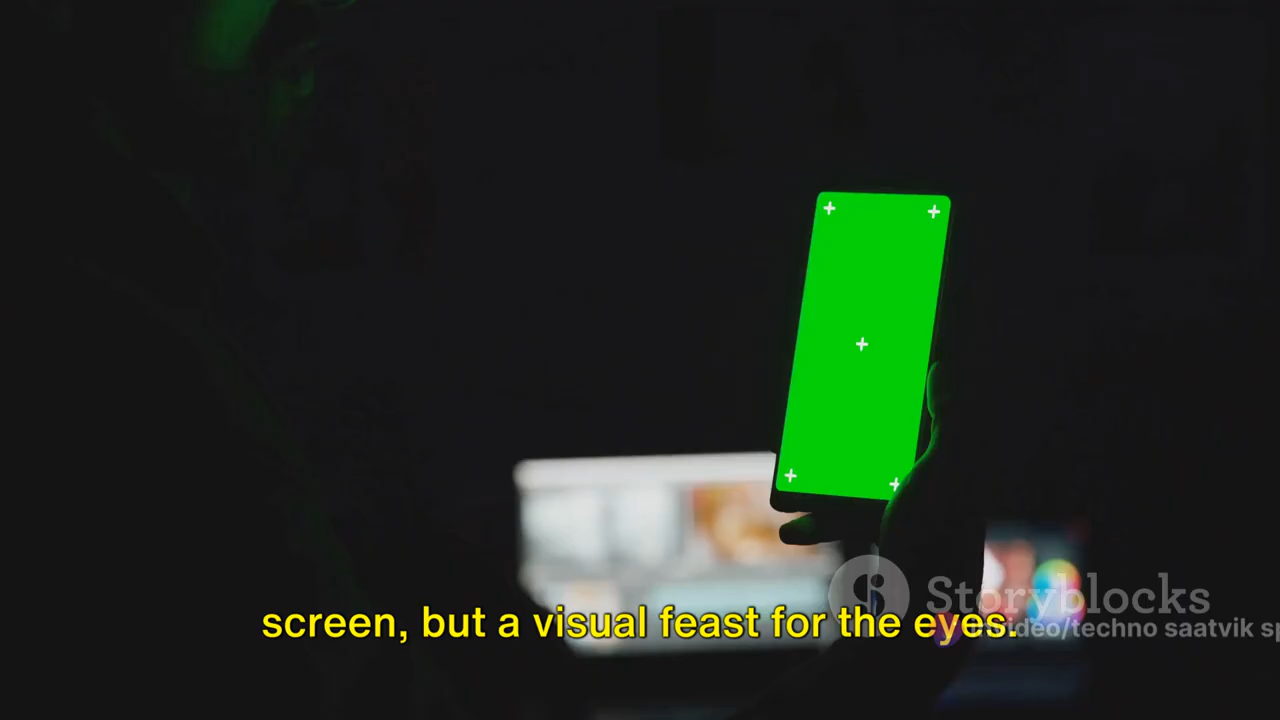 Storyblocks
screen, but a visual feast for the eyes.
video/techno saatvik